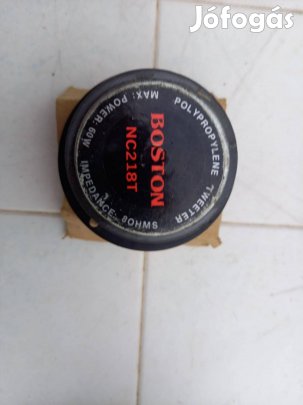 Jófogás
POLYPROPYLENE TWEETER
MAX: POWER: 60W
IMPEDANCE: 8OHMS
BOSTON
NC218T